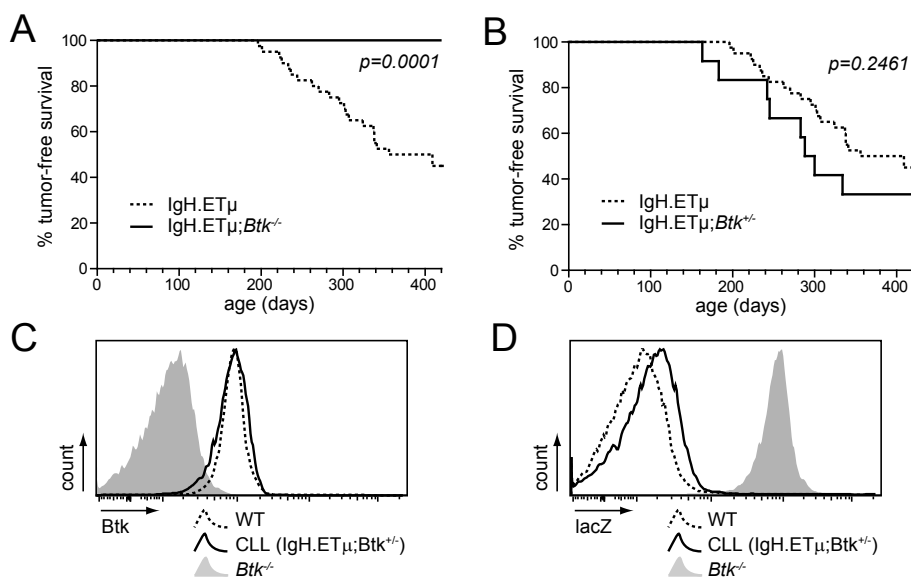 A
100
80
60
40
20
0
% tumor-free survival
p=0.0001
IgH.ETμ
IgH.ETμ;Btk-/-
0 100 200 300 400
age (days)
B
100
80
60
40
20
0
% tumor-free survival
p=0.2461
IgH.ETμ
IgH.ETμ;Btk+/-
0 100 200 300 400
age (days)
C
count
Btk
WT
CLL (IgH.ETμ;Btk+/-)
Btk-/-
D
count
lacZ
WT
CLL (IgH.ETμ;Btk+/-)
Btk-/-